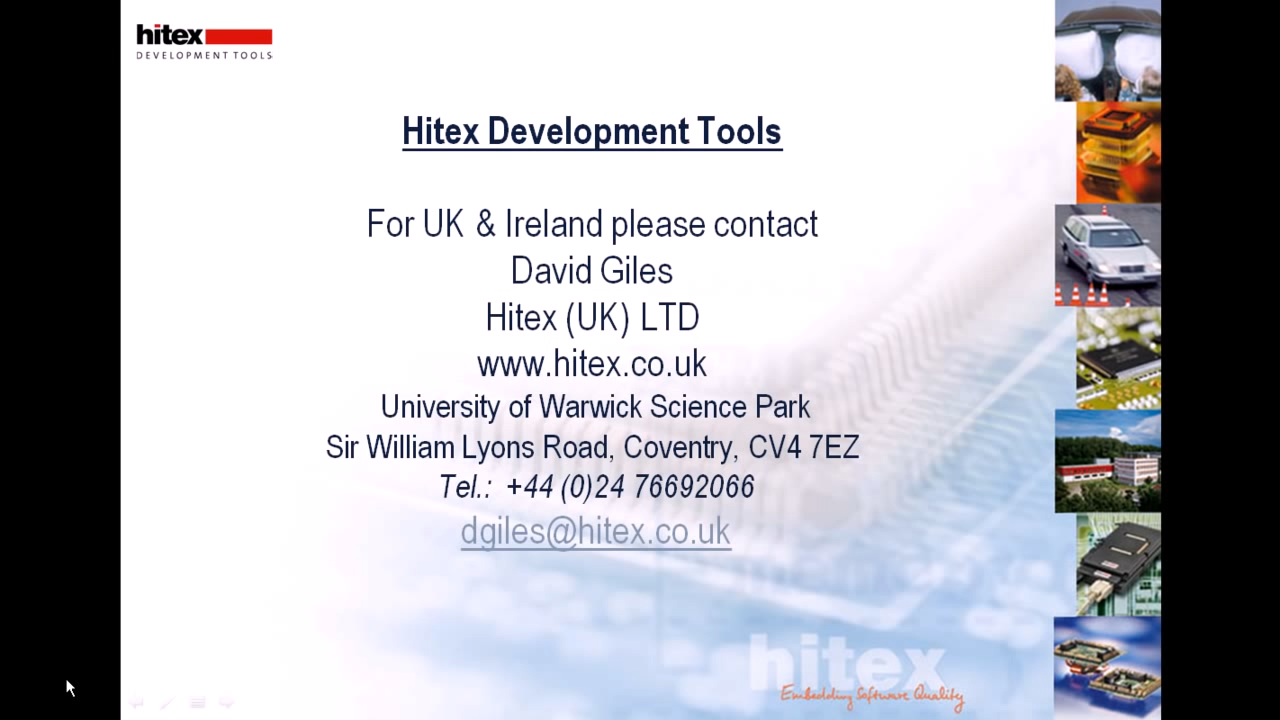 hitex
DEVELOPMENT TOOLS
Hitex Development Tools
For UK & Ireland please contact
David Giles
Hitex (UK) LTD
www.hitex.co.uk
University of Warwick Science Park
Sir William Lyons Road, Coventry, CV4 7EZ
Tel.: +44 (0)24 76692066
dgiles@hitex.co.uk
hitex
Embedding Software Quality